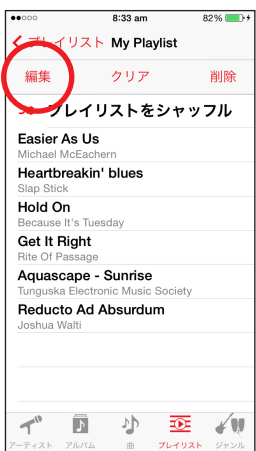 8:33 am 82%
プレイリスト My Playlist
編集 クリア 削除
プレイリストをシャッフル
Easier As Us
Michael McEachern
Heartbreakin' blues
Slap Stick
Hold On
Because It's Tuesday
Get It Right
Rite Of Passage
Aquascape - Sunrise
Tunguska Electronic Music Society
Reducto Ad Absurdum
Joshua Walti
アーティスト アルバム 曲 プレイリスト ジャンル